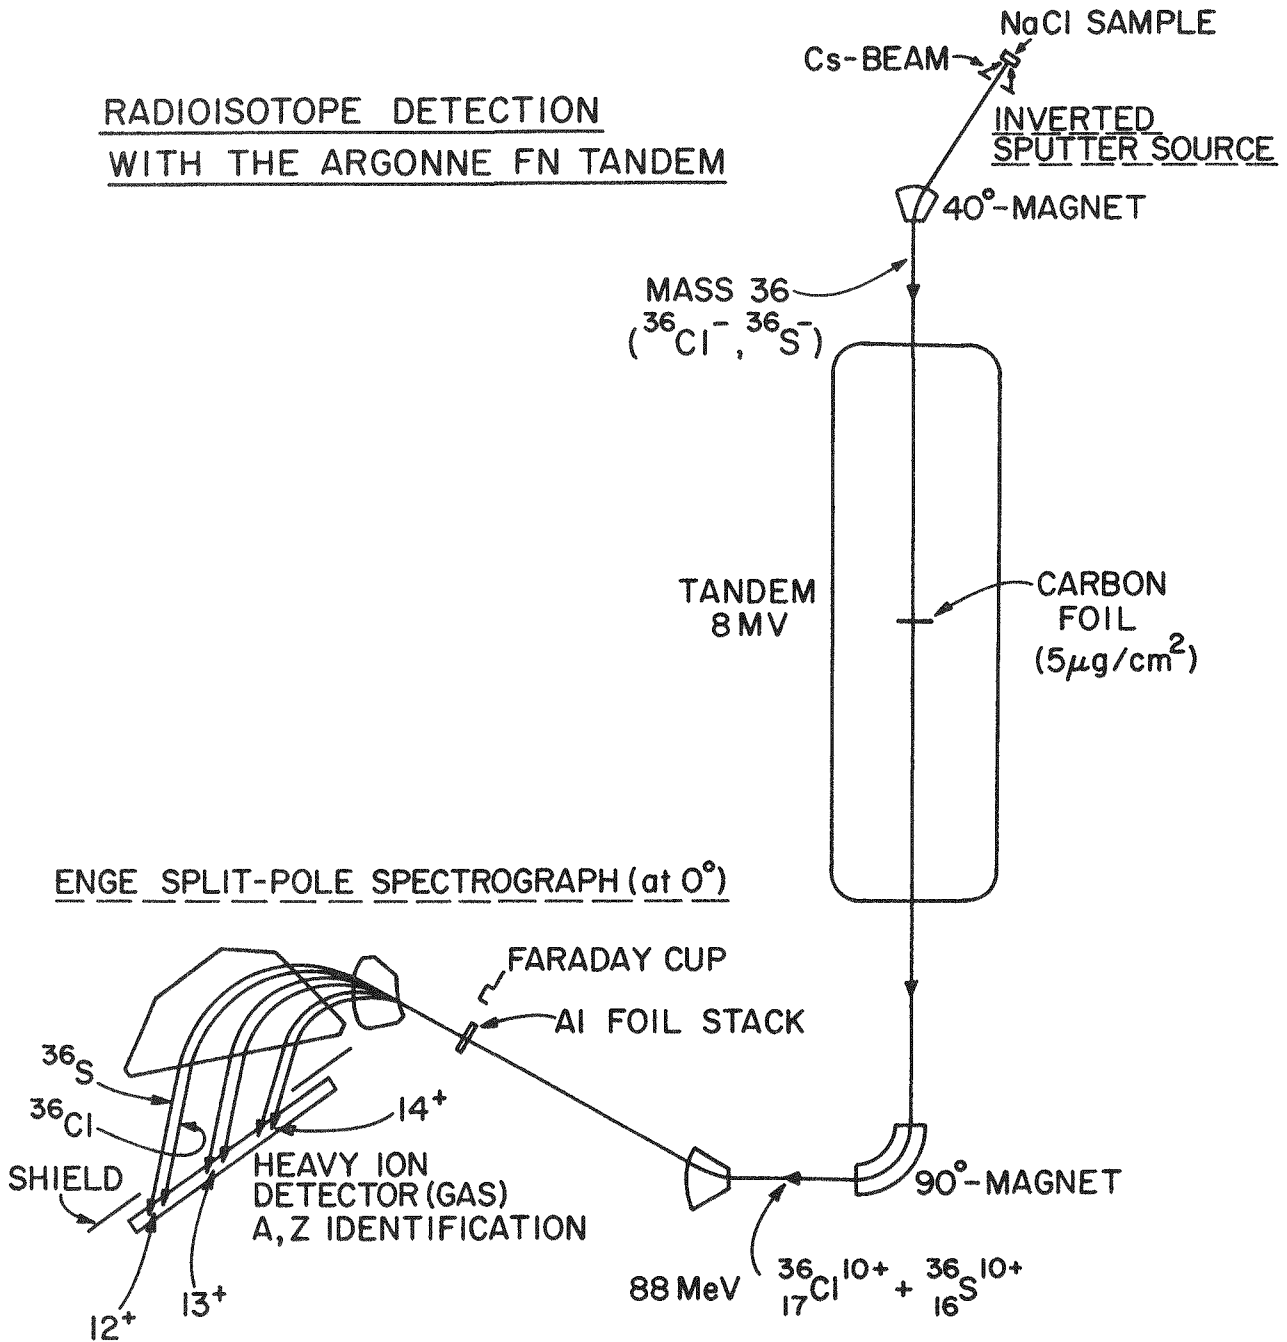 NaCl SAMPLE
Cs-BEAM
RADIOISOTOPE DETECTION
WITH THE ARGONNE FN TANDEM
INVERTED
SPUTTER SOURCE
40°-MAGNET
MASS 36
(³⁶Cl⁻, ³⁶S⁻)
TANDEM
8 MV
CARBON
FOIL
(5μg/cm²)
ENGE SPLIT-POLE SPECTROGRAPH (at 0°)
FARADAY CUP
Al FOIL STACK
³⁶S
³⁶Cl
14⁺
SHIELD
HEAVY ION
DETECTOR (GAS)
A, Z IDENTIFICATION
90°-MAGNET
13⁺
12⁺
88 MeV ³⁶₁₇Cl¹⁰⁺ + ³⁶₁₆S¹⁰⁺